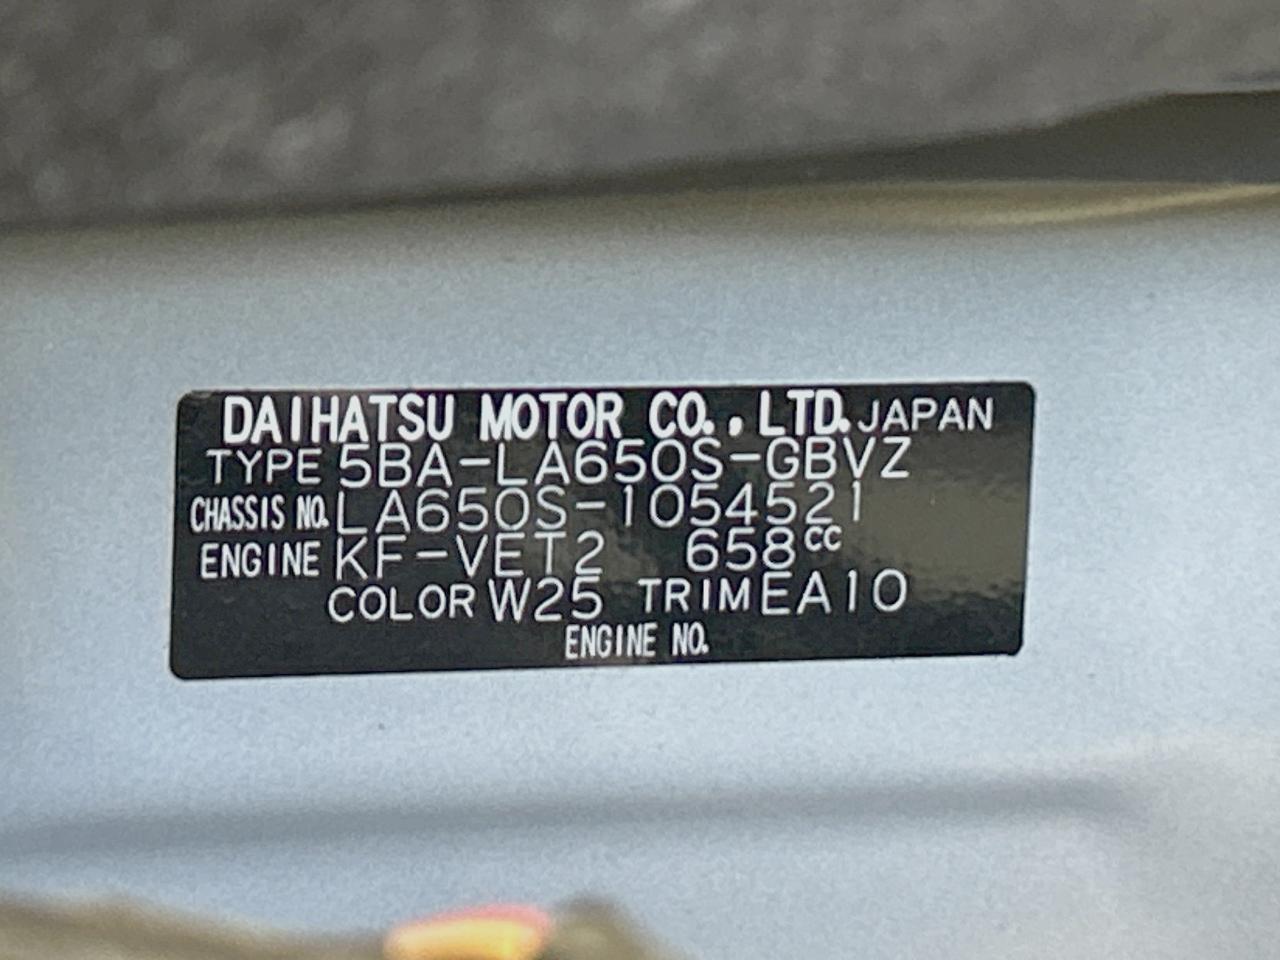 DAIHATSU MOTOR CO., LTD. JAPAN
TYPE 5BA-LA650S-GBVZ
CHASSIS NO. LA650S-1054521
ENGINE KF-VET2 658cc
COLOR W25 TRIM EA10
ENGINE NO.